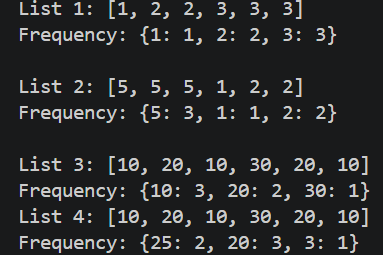 List 1: [1, 2, 2, 3, 3, 3]
Frequency: {1: 1, 2: 2, 3: 3}
List 2: [5, 5, 5, 1, 2, 2]
Frequency: {5: 3, 1: 1, 2: 2}
List 3: [10, 20, 10, 30, 20, 10]
Frequency: {10: 3, 20: 2, 30: 1}
List 4: [10, 20, 10, 30, 20, 10]
Frequency: {25: 2, 20: 3, 3: 1}